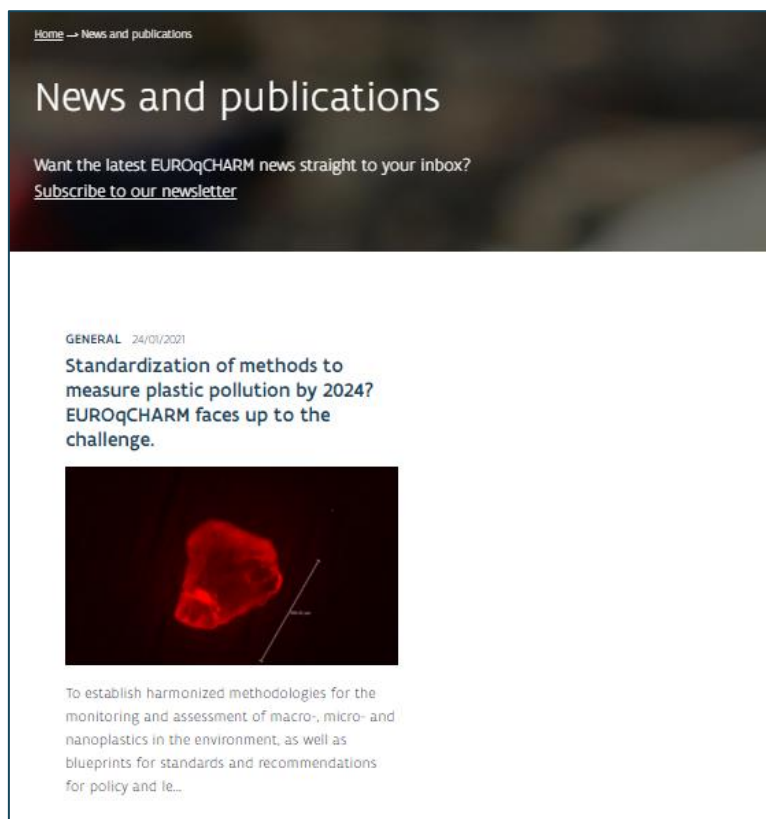 Home → News and publications
News and publications
Want the latest EUROqCHARM news straight to your inbox?
Subscribe to our newsletter
GENERAL 24/01/2021
Standardization of methods to
measure plastic pollution by 2024?
EUROqCHARM faces up to the
challenge.
To establish harmonized methodologies for the
monitoring and assessment of macro-, micro- and
nanoplastics in the environment, as well as
blueprints for standards and recommendations
for policy and le...